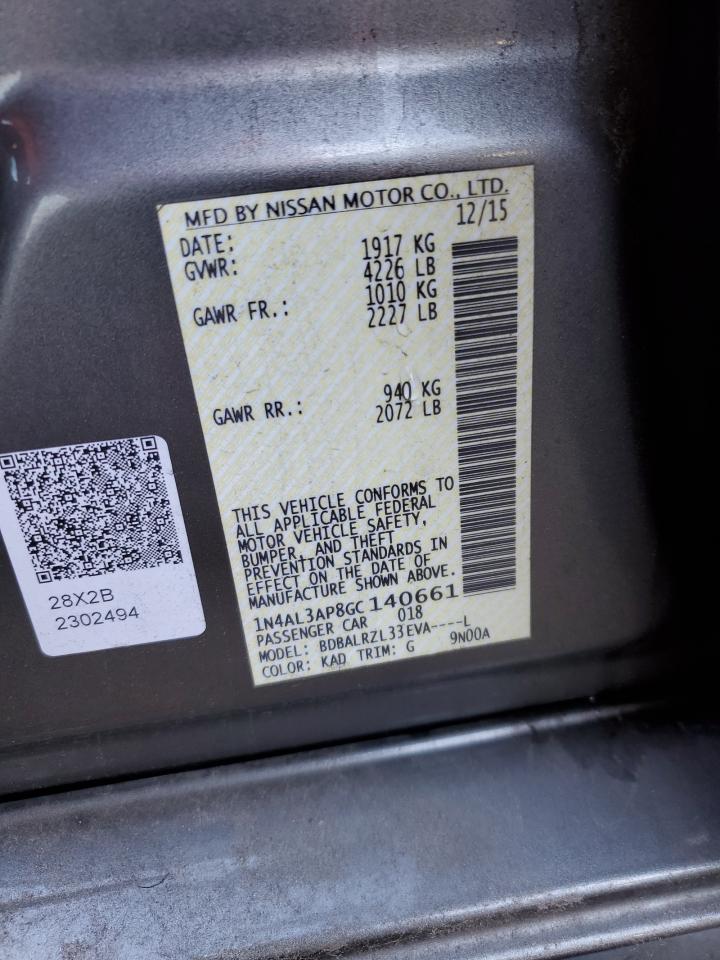 MFD BY NISSAN MOTOR CO., LTD.
DATE: 12/15
GVWR: 1917 KG
4226 LB
GAWR FR.: 1010 KG
2227 LB
GAWR RR.: 940 KG
2072 LB
THIS VEHICLE CONFORMS TO
ALL APPLICABLE FEDERAL
MOTOR VEHICLE SAFETY,
BUMPER, AND THEFT
PREVENTION STANDARDS IN
EFFECT ON THE DATE OF
MANUFACTURE SHOWN ABOVE.
1N4AL3AP8GC140661
PASSENGER CAR 018
MODEL: BDBALRZL33EVA----L
COLOR: KAD TRIM: G 9N00A
28X2B
2302494